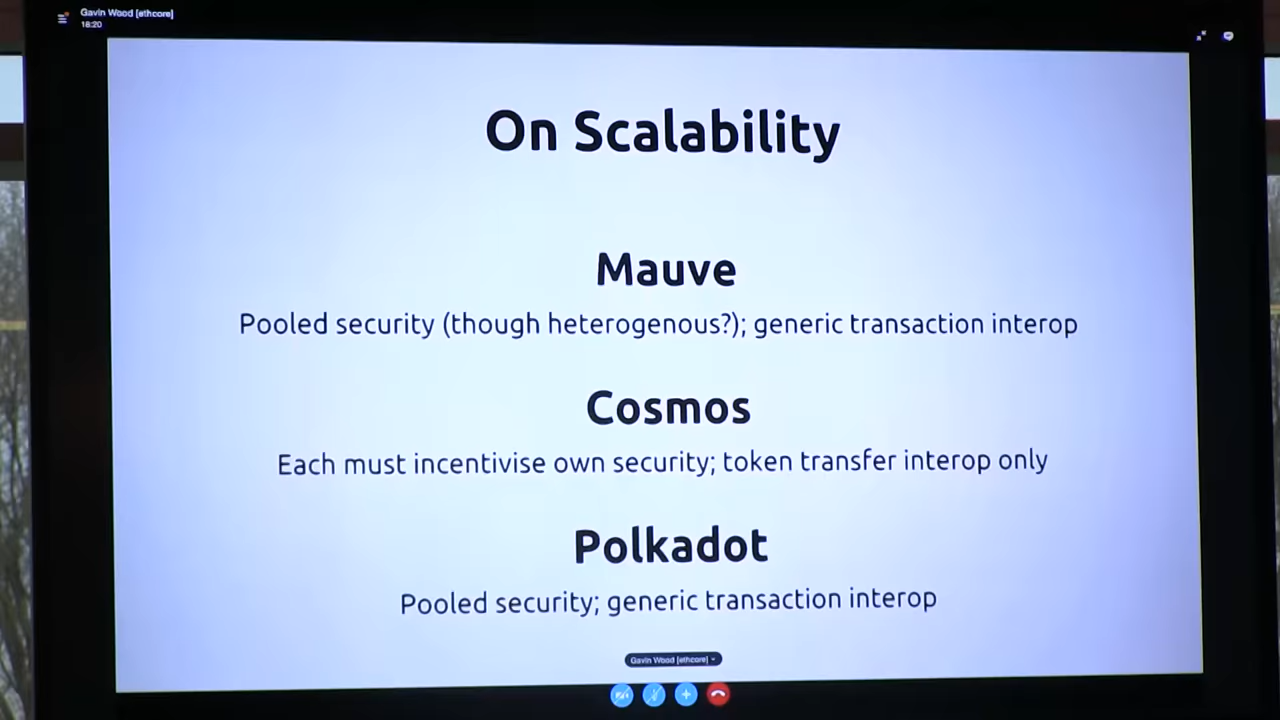 Gavin Wood [ethcore]
18:20
On Scalability
Mauve
Pooled security (though heterogenous?); generic transaction interop
Cosmos
Each must incentivise own security; token transfer interop only
Polkadot
Pooled security; generic transaction interop
Gavin Wood [ethcore]